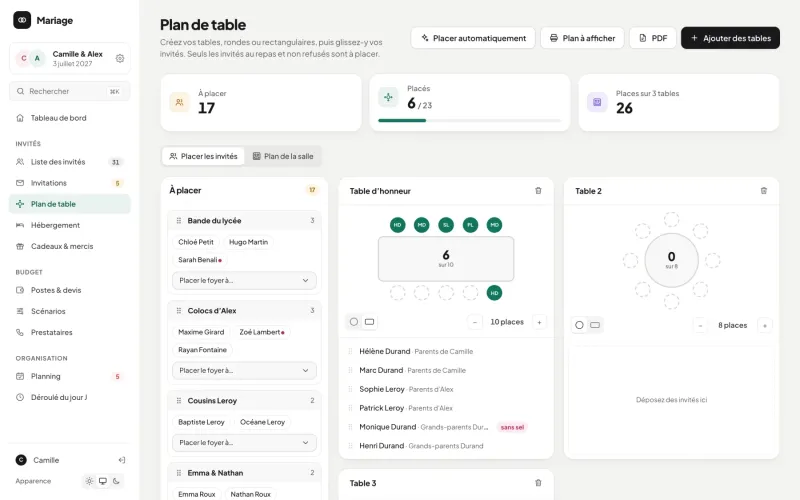 Mariage
C A Camille & Alex
3 juillet 2027
Rechercher ⌘K
Tableau de bord
INVITÉS
Liste des invités 31
Invitations 5
Plan de table
Hébergement
Cadeaux & mercis
BUDGET
Postes & devis
Scénarios
Prestataires
ORGANISATION
Planning 5
Déroulé du jour J
C Camille
Apparence
Plan de table
Créez vos tables, rondes ou rectangulaires, puis glissez-y vos
invités. Seuls les invités au repas et non refusés sont à placer.
Placer automatiquement
Plan à afficher
PDF
+ Ajouter des tables
À placer
17
Placés
6 / 23
Places sur 3 tables
26
Placer les invités
Plan de la salle
À placer 17
Bande du lycée 3
Chloé Petit Hugo Martin
Sarah Benali
Placer le foyer à…
Colocs d'Alex 3
Maxime Girard Zoé Lambert
Rayan Fontaine
Placer le foyer à…
Cousins Leroy 2
Baptiste Leroy Océane Leroy
Placer le foyer à…
Emma & Nathan 2
Emma Roux Nathan Roux
Table d'honneur
HD MD SL PL MD
6
sur 10
HD
− 10 places +
Hélène Durand · Parents de Camille
Marc Durand · Parents de Camille
Sophie Leroy · Parents d'Alex
Patrick Leroy · Parents d'Alex
Monique Durand · Grands-parents Dur… sans sel
Henri Durand · Grands-parents Durand
Table 3
Table 2
0
sur 8
− 8 places +
Déposez des invités ici